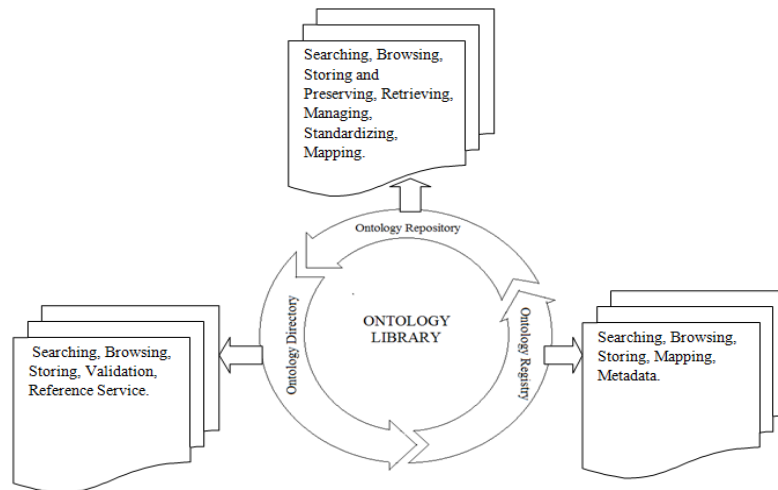 Searching, Browsing,
Storing and
Preserving, Retrieving,
Managing,
Standardizing,
Mapping.
Ontology Repository
Ontology Directory
ONTOLOGY
LIBRARY
Ontology Registry
Searching, Browsing,
Storing, Validation,
Reference Service.
Searching, Browsing,
Storing, Mapping,
Metadata.